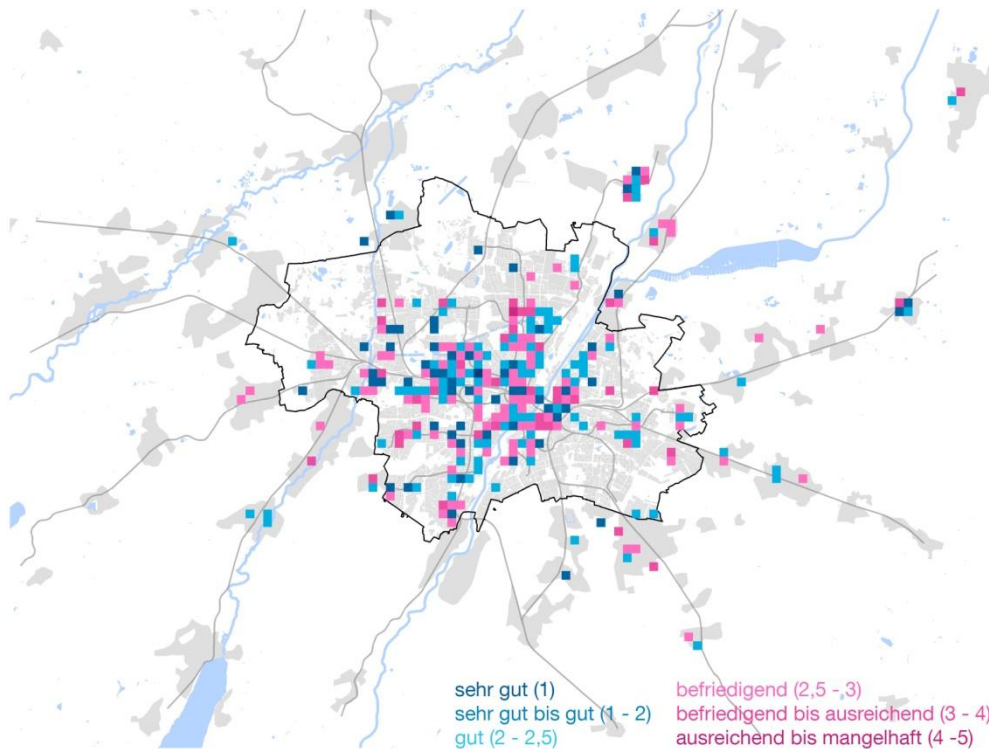 sehr gut (1)
sehr gut bis gut (1 - 2)
gut (2 - 2,5)
befriedigend (2,5 - 3)
befriedigend bis ausreichend (3 - 4)
ausreichend bis mangelhaft (4 -5)